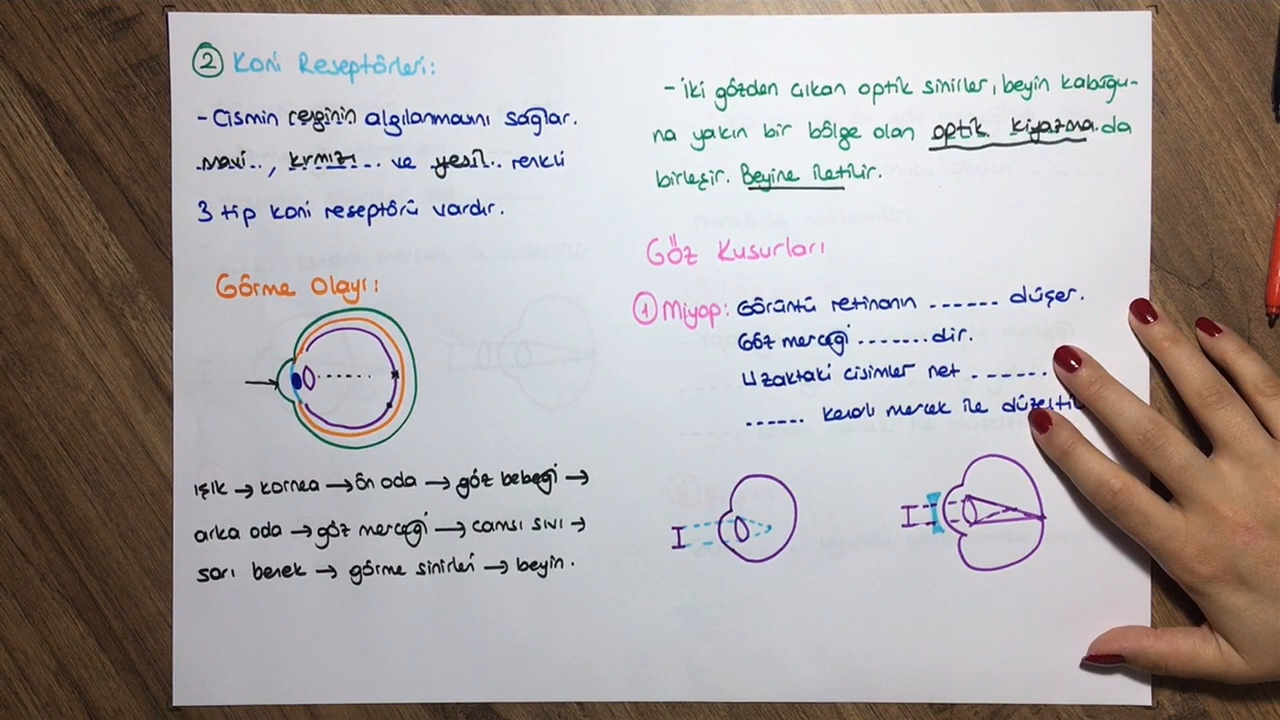 ② Koni Reseptörleri:
- Cismin renginin algılanmasını sağlar.
mavi.., kırmızı... ve yeşil.. renkli
3 tip koni reseptörü vardır.
Görme Olayı:
ışık → kornea → ön oda → göz bebeği →
arka oda → göz merceği → camsı sıvı →
sarı benek → görme sinirleri → beyin.
- İki gözden çıkan optik sinirler, beyin kabuğu-
na yakın bir bölge olan optik kiyazma.da
birleşir. Beyine iletilir.
Göz Kusurları
① Miyop: Görüntü retinanın ------ düşer.
Göz merceği ....... dir.
Uzaktaki cisimler net ------
------ kenarlı mercek ile